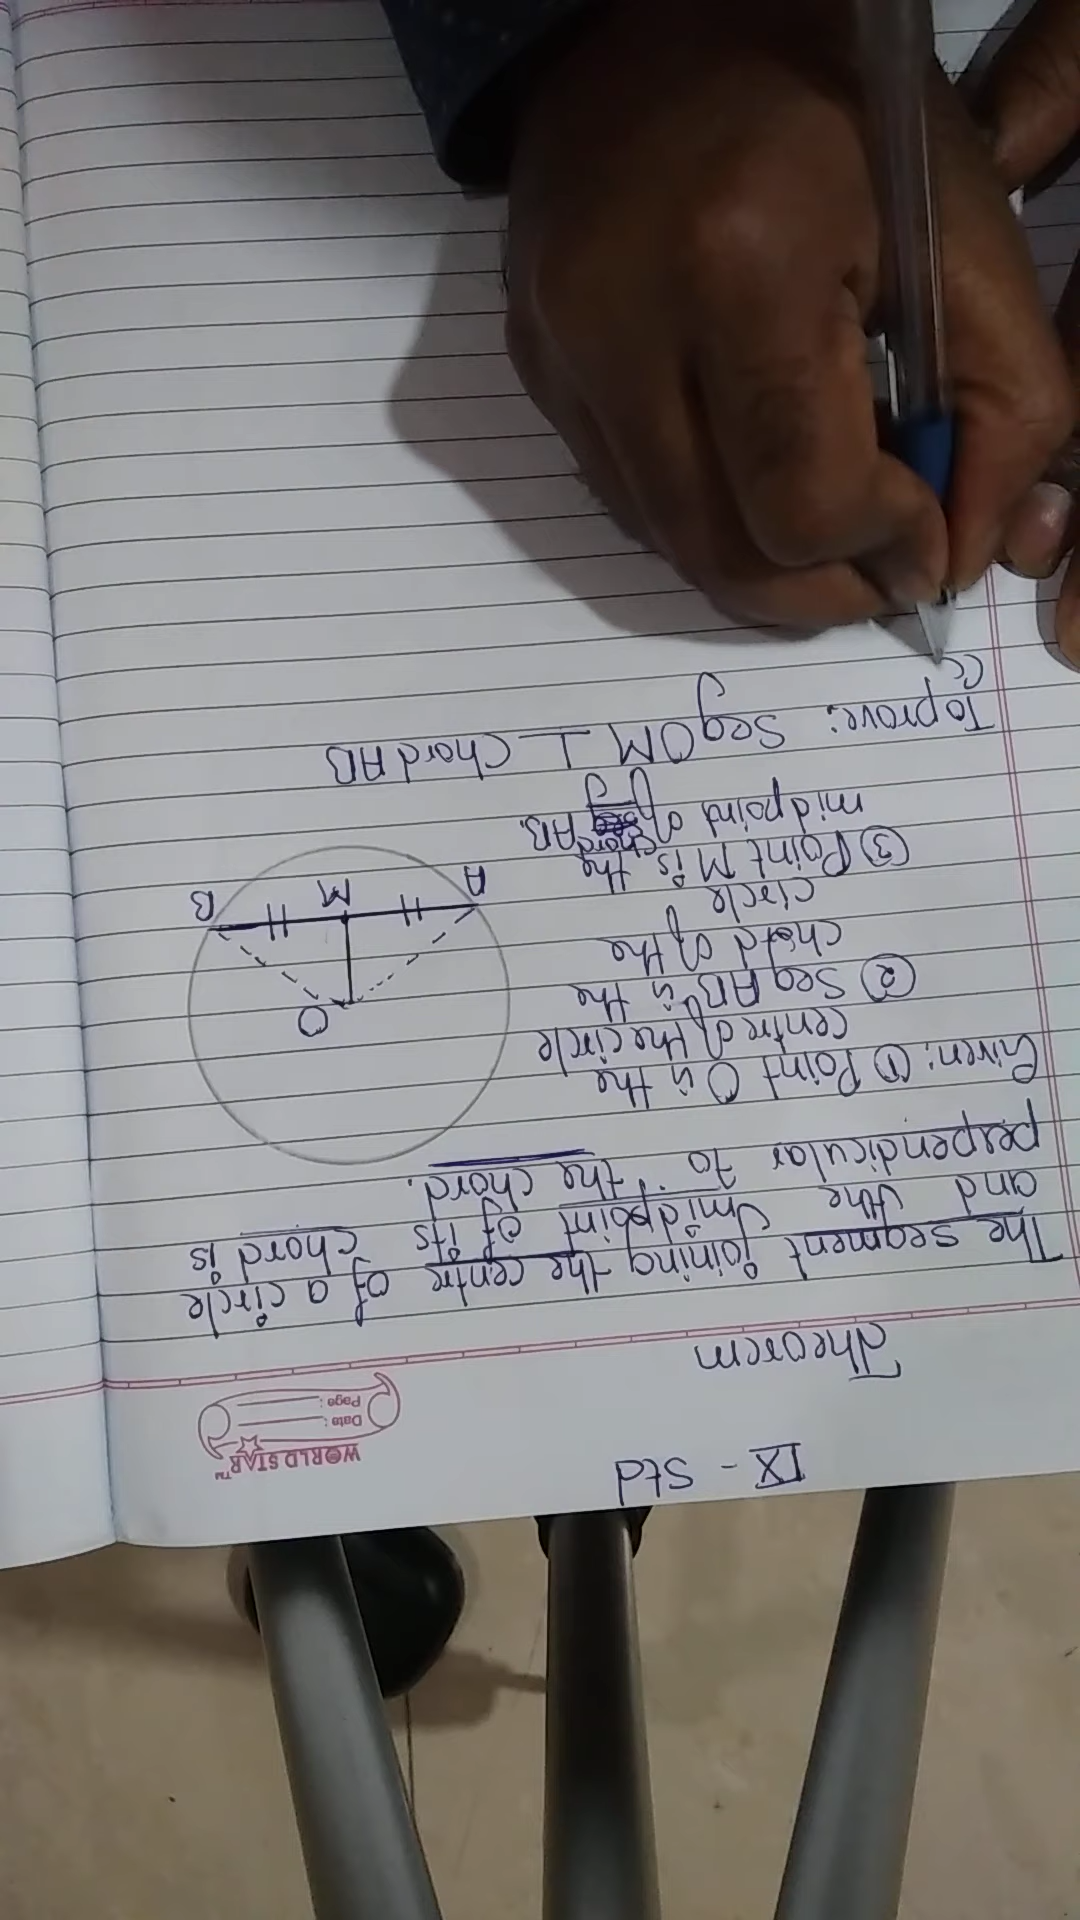 IX - Std
WORLD STAR™
Date :
Page :
Theorem
The segment joining the centre of a circle
and the midpoint of its chord is
perpendicular to the chord.
Given: ① Point O is the
centre of the circle
② Seg AB is the
chord of the
circle
③ Point M is the
midpoint of chord AB.
To prove: Seg OM ⊥ Chord AB
O
A
M
B